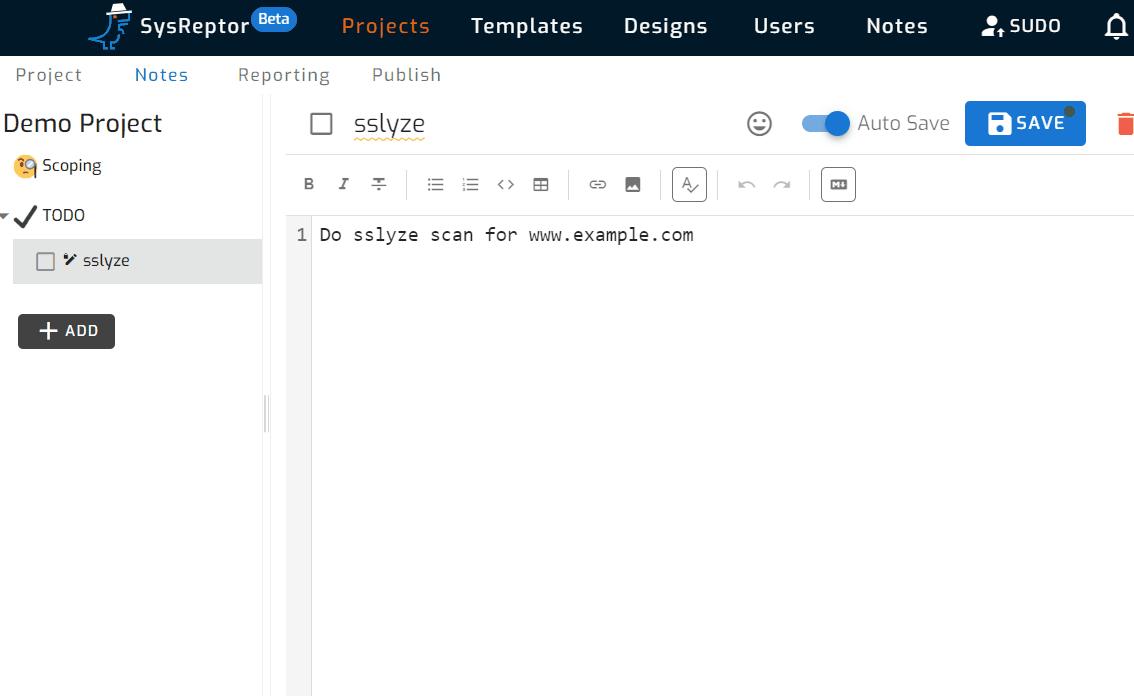 SysReptor Beta Projects Templates Designs Users Notes SUDO
Project Notes Reporting Publish
Demo Project
Scoping
TODO
sslyze
+ ADD
sslyze Auto Save SAVE
B I S
1 Do sslyze scan for www.example.com